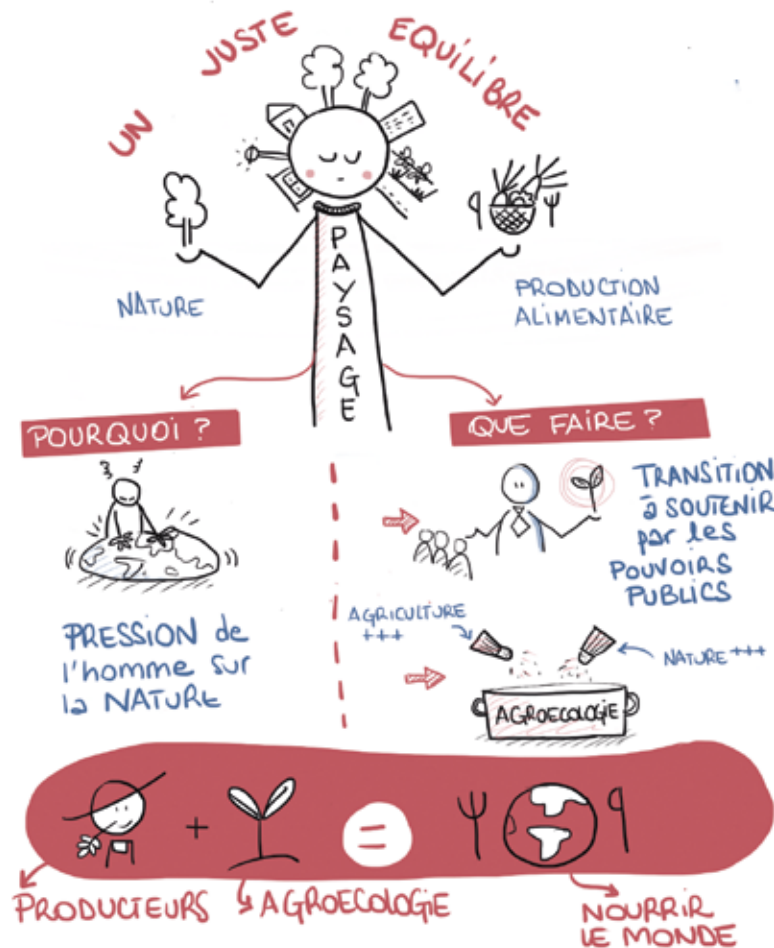 UN JUSTE EQUILIBRE
NATURE
PAYSAGE
PRODUCTION
ALIMENTAIRE
POURQUOI ?
PRESSION de
l'homme sur
la NATURE
QUE FAIRE ?
TRANSITION
à SOUTENIR
par les
POUVOIRS
PUBLICS
AGRICULTURE
+++
NATURE +++
AGROECOLOGIE
+
=
PRODUCTEURS
AGROECOLOGIE
NOURRIR
LE MONDE